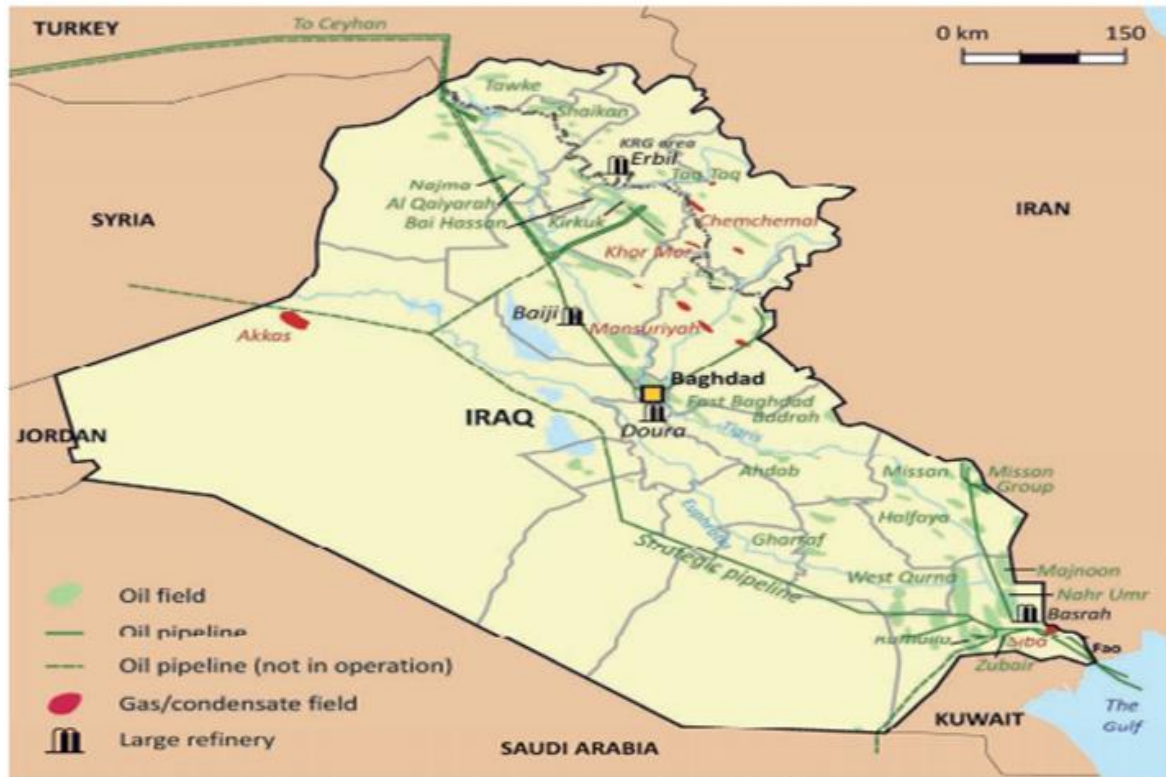 TURKEY
To Ceyhan
0 km 150
Tawke
Shaikan
KRG area
Erbil
Taq Taq
Najma
Al Qaiyarah
Bai Hassan
Kirkuk
Chemchemal
SYRIA
IRAN
Khor Mor
Baiji
Mansuriyah
Akkas
Baghdad
East Baghdad
Badrah
IRAQ
Doura
Tigris
JORDAN
Ahdab
Missan
Missan
Group
Halfaya
Euphrates
Gharraf
Strategic pipeline
West Qurna
Majnoon
Nahr Umr
Basrah
Rumaila
Siba
Fao
Zubair
The
Gulf
KUWAIT
SAUDI ARABIA
Oil field
Oil pipeline
Oil pipeline (not in operation)
Gas/condensate field
Large refinery